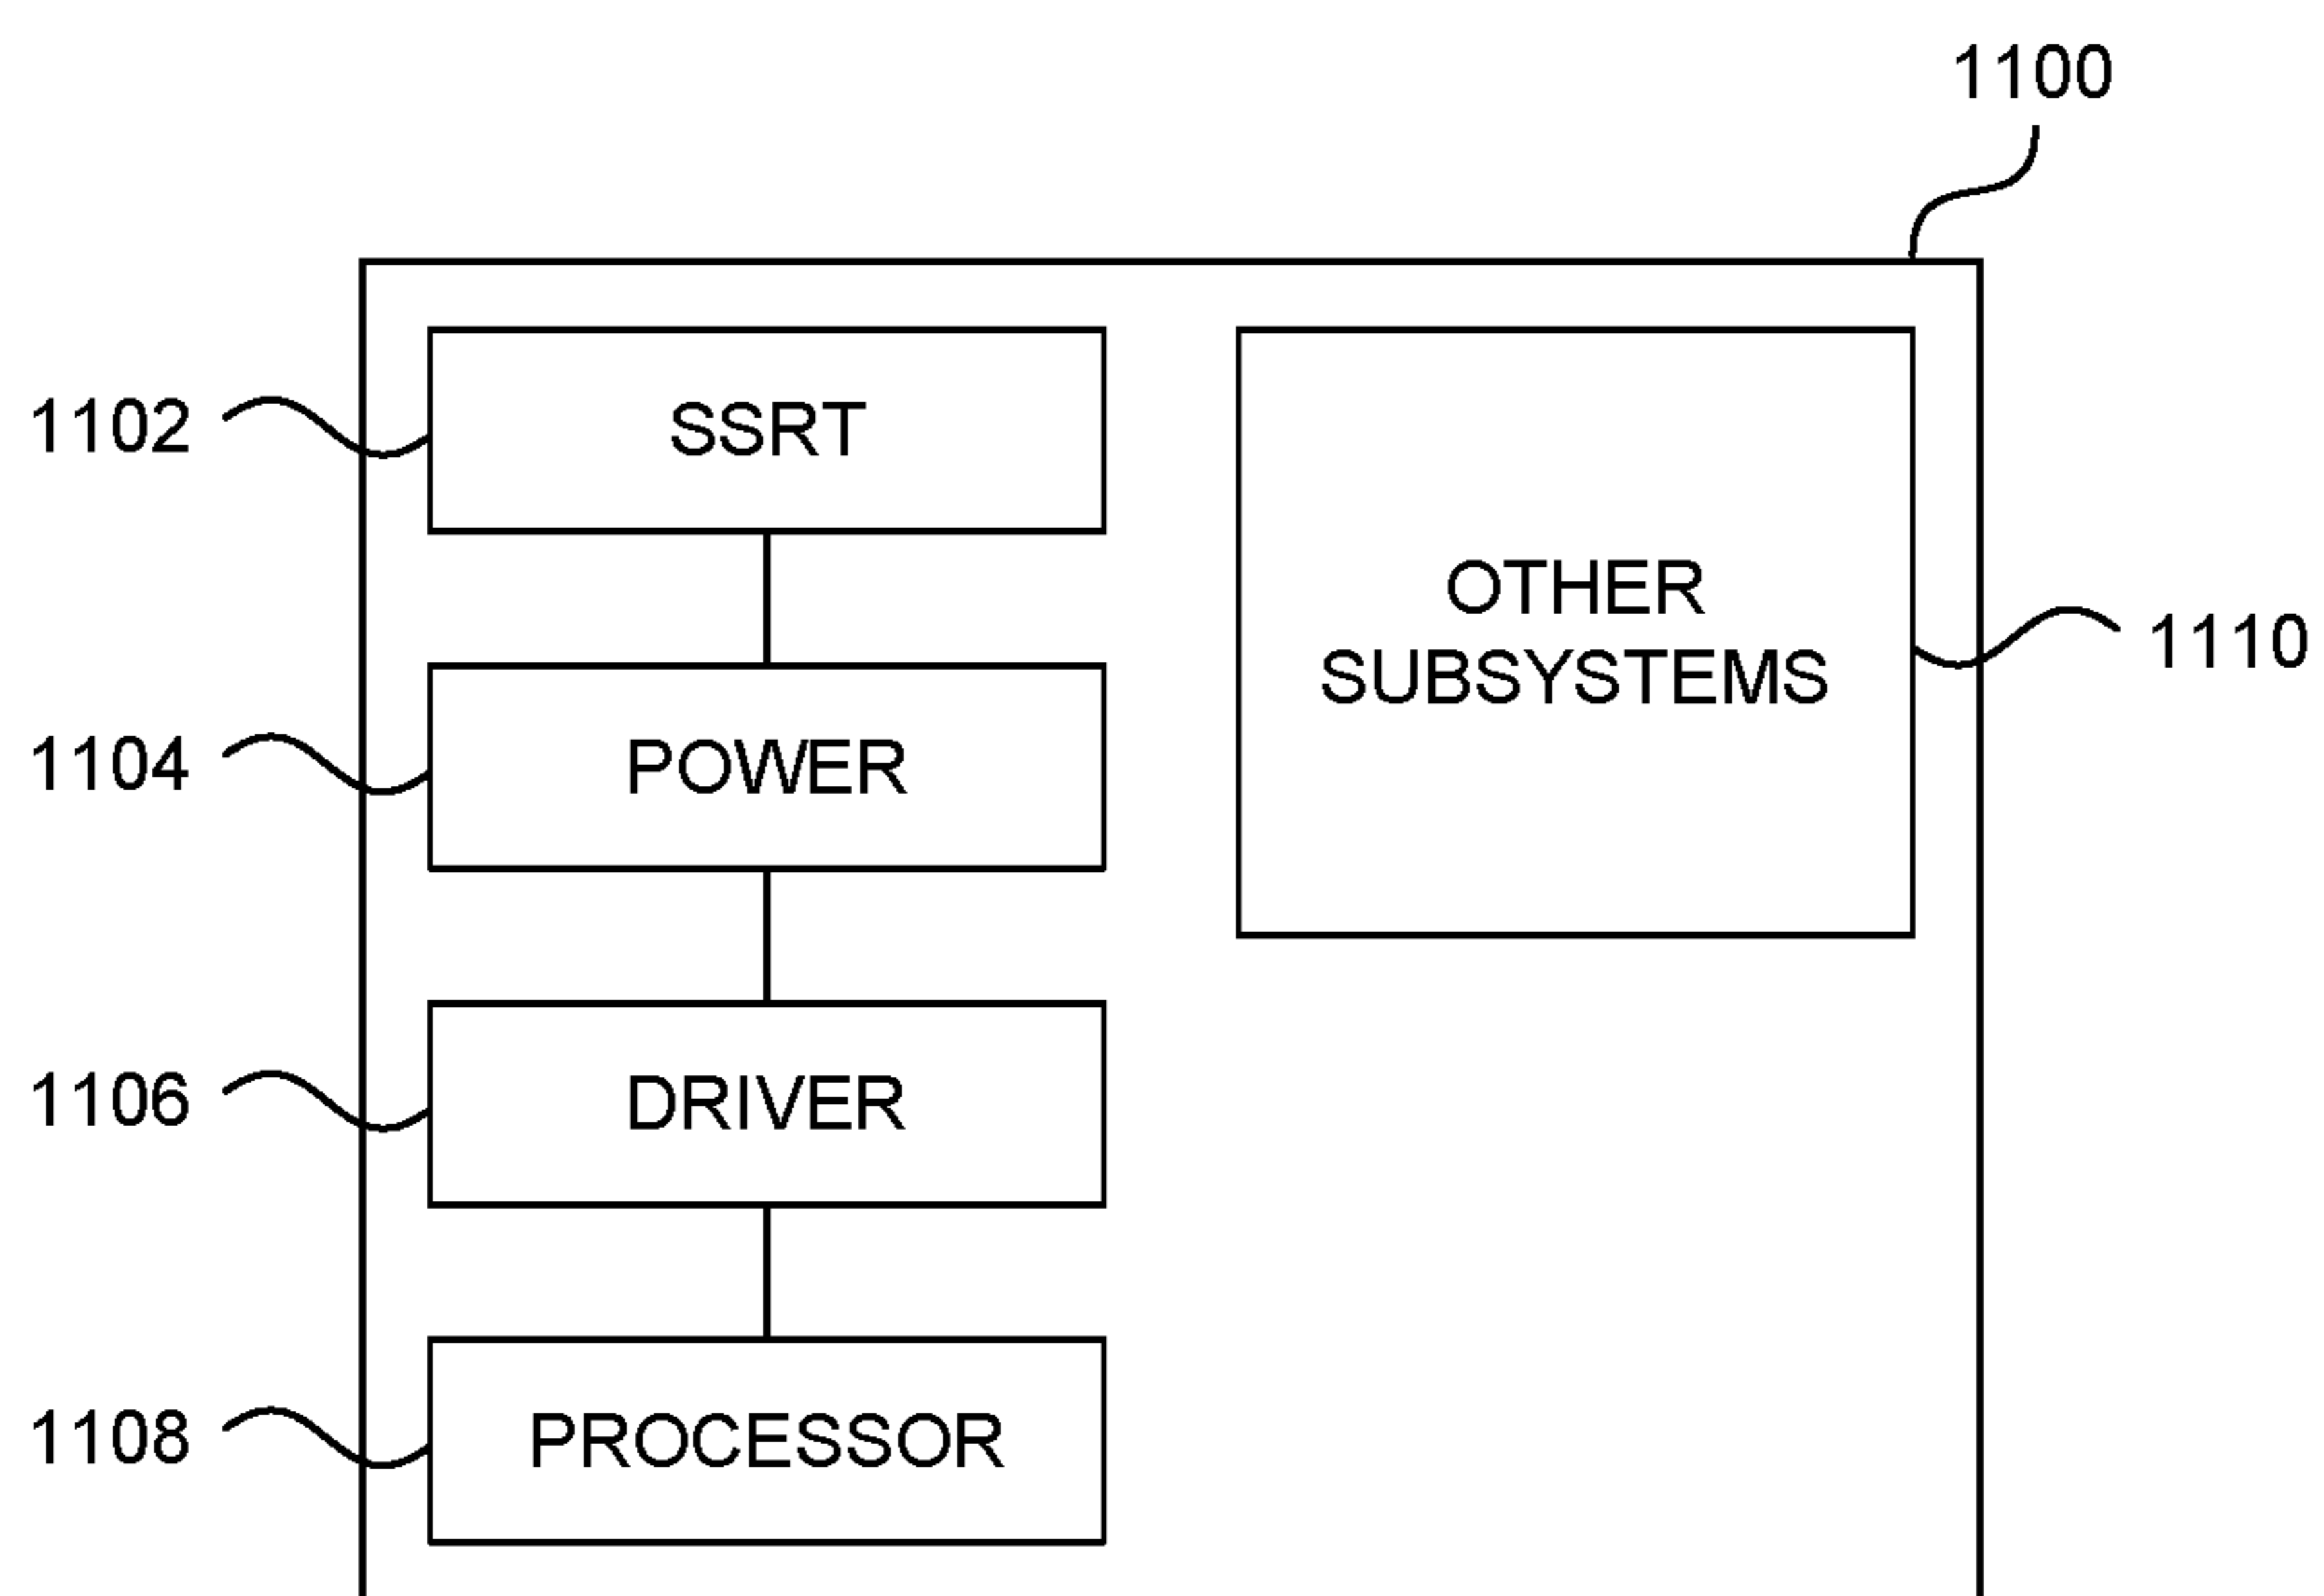 1100
1102
SSRT
OTHER
SUBSYSTEMS
1110
1104
POWER
1106
DRIVER
1108
PROCESSOR